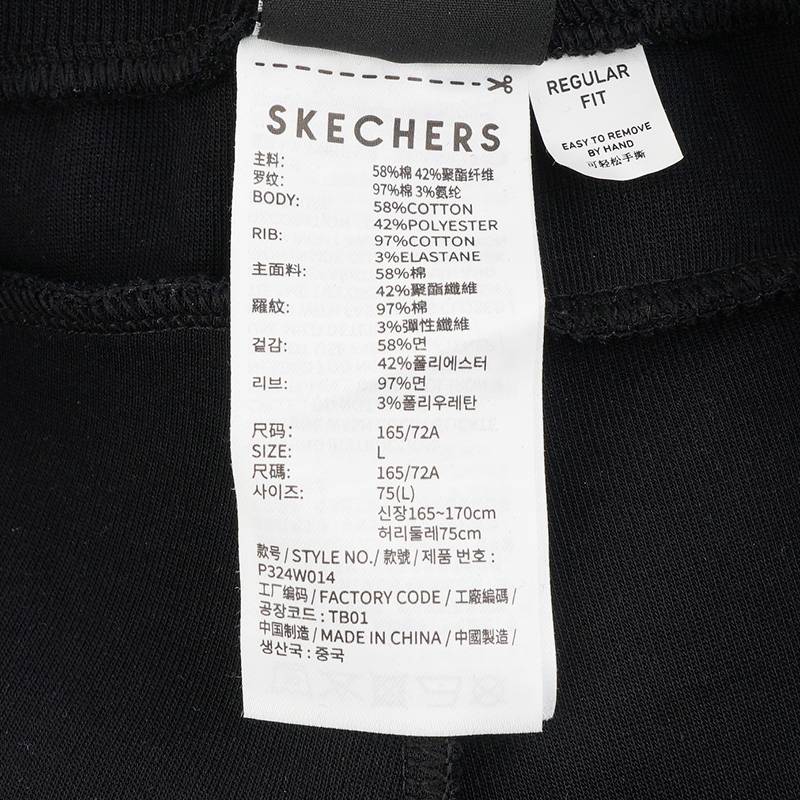 SKECHERS
主料: 58%棉 42%聚酯纤维
罗纹: 97%棉 3%氨纶
BODY: 58%COTTON
42%POLYESTER
RIB: 97%COTTON
3%ELASTANE
主面料: 58%棉
42%聚酯纖維
羅紋: 97%棉
3%彈性纖維
겉감: 58%면
42%폴리에스터
리브: 97%면
3%폴리우레탄
尺码: 165/72A
SIZE: L
尺碼: 165/72A
사이즈: 75(L)
신장165~170cm
허리둘레75cm
款号/STYLE NO./款號/제품 번호:
P324W014
工厂编码/FACTORY CODE/工廠編碼/
공장코드: TB01
中国制造/MADE IN CHINA/中國製造/
생산국: 중국
REGULAR
FIT
EASY TO REMOVE
BY HAND
可轻松手撕